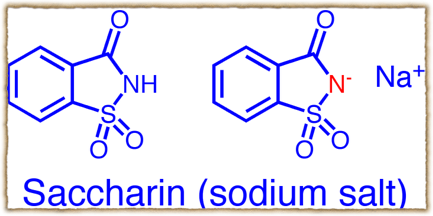 O O
NH N- Na+
S S
O O O O
Saccharin (sodium salt)